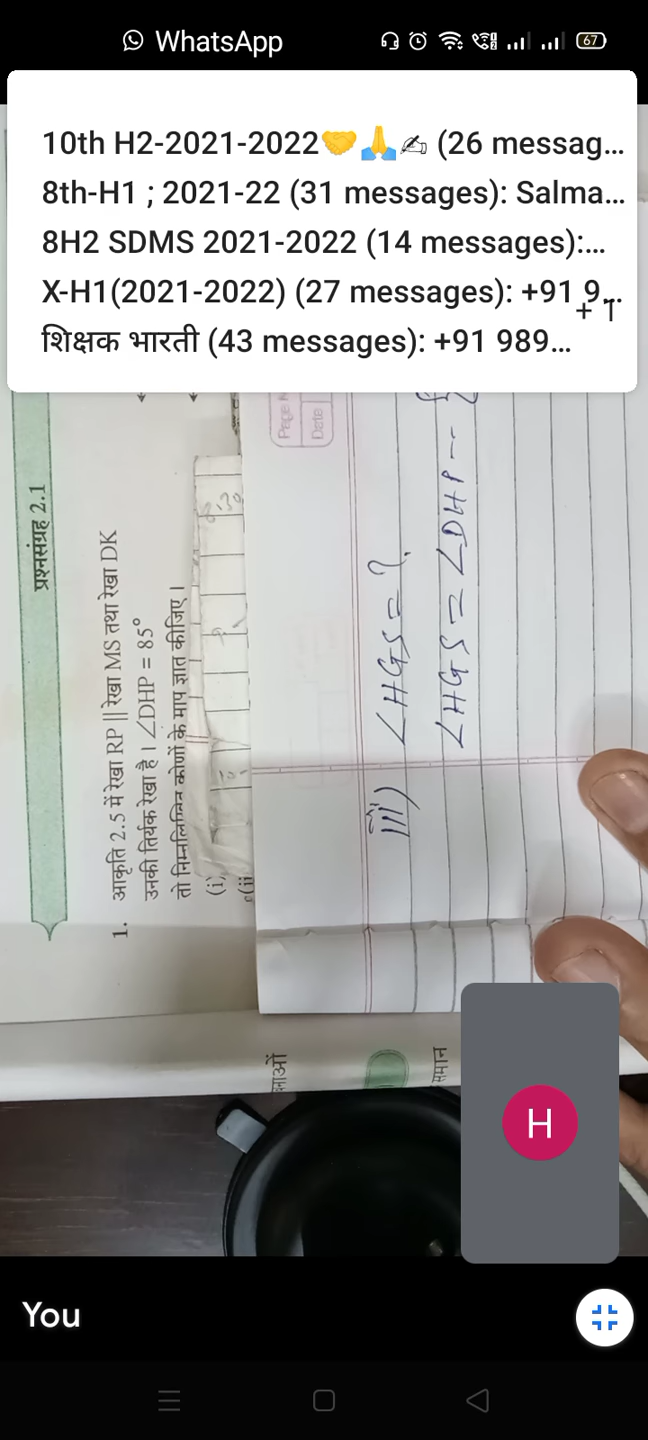 WhatsApp
67
10th H2-2021-2022🤝🙏✍ (26 messag...
8th-H1 ; 2021-22 (31 messages): Salma...
8H2 SDMS 2021-2022 (14 messages):...
X-H1(2021-2022) (27 messages): +91 9...
शिक्षक भारती (43 messages): +91 989...
प्रश्नसंग्रह 2.1
1. आकृति 2.5 में रेखा RP || रेखा MS तथा रेखा DK
उनकी तिर्यक रेखा है । ∠DHP = 85°
तो निम्नलिखित कोणों के माप ज्ञात कीजिए ।
(i)
(ii
Date
iii) ∠HGS = ?
∠HGS = ∠DHP --
समान
H
You